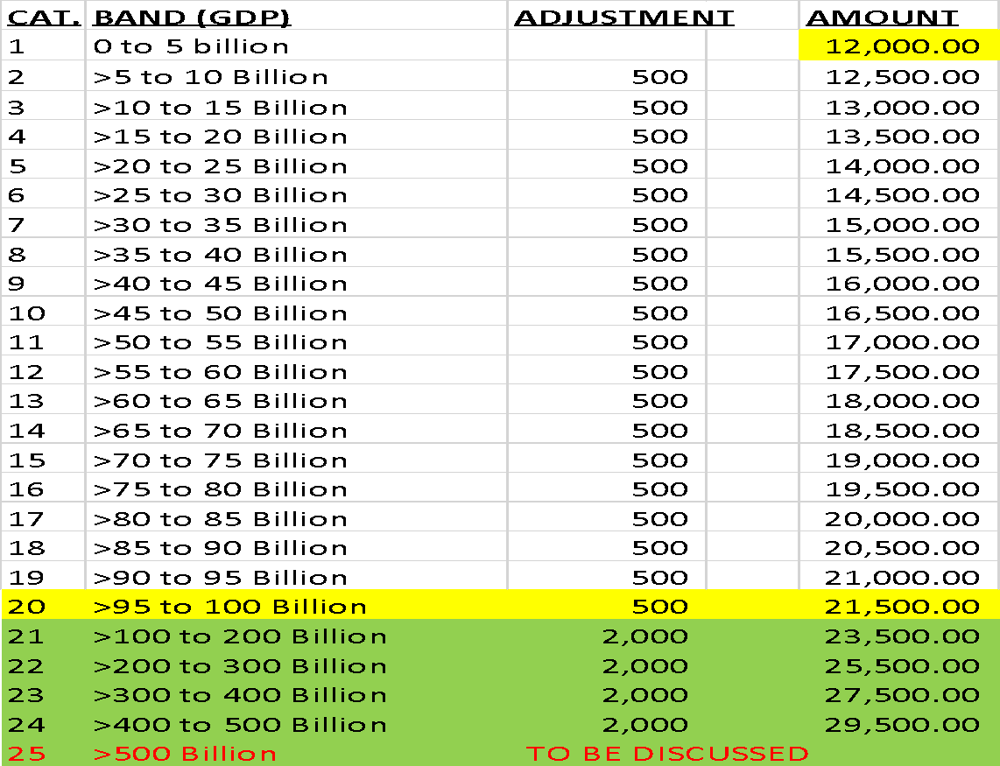 CAT. BAND (GDP) ADJUSTMENT AMOUNT
1 0 to 5 billion 12,000.00
2 >5 to 10 Billion 500 12,500.00
3 >10 to 15 Billion 500 13,000.00
4 >15 to 20 Billion 500 13,500.00
5 >20 to 25 Billion 500 14,000.00
6 >25 to 30 Billion 500 14,500.00
7 >30 to 35 Billion 500 15,000.00
8 >35 to 40 Billion 500 15,500.00
9 >40 to 45 Billion 500 16,000.00
10 >45 to 50 Billion 500 16,500.00
11 >50 to 55 Billion 500 17,000.00
12 >55 to 60 Billion 500 17,500.00
13 >60 to 65 Billion 500 18,000.00
14 >65 to 70 Billion 500 18,500.00
15 >70 to 75 Billion 500 19,000.00
16 >75 to 80 Billion 500 19,500.00
17 >80 to 85 Billion 500 20,000.00
18 >85 to 90 Billion 500 20,500.00
19 >90 to 95 Billion 500 21,000.00
20 >95 to 100 Billion 500 21,500.00
21 >100 to 200 Billion 2,000 23,500.00
22 >200 to 300 Billion 2,000 25,500.00
23 >300 to 400 Billion 2,000 27,500.00
24 >400 to 500 Billion 2,000 29,500.00
25 >500 Billion TO BE DISCUSSED